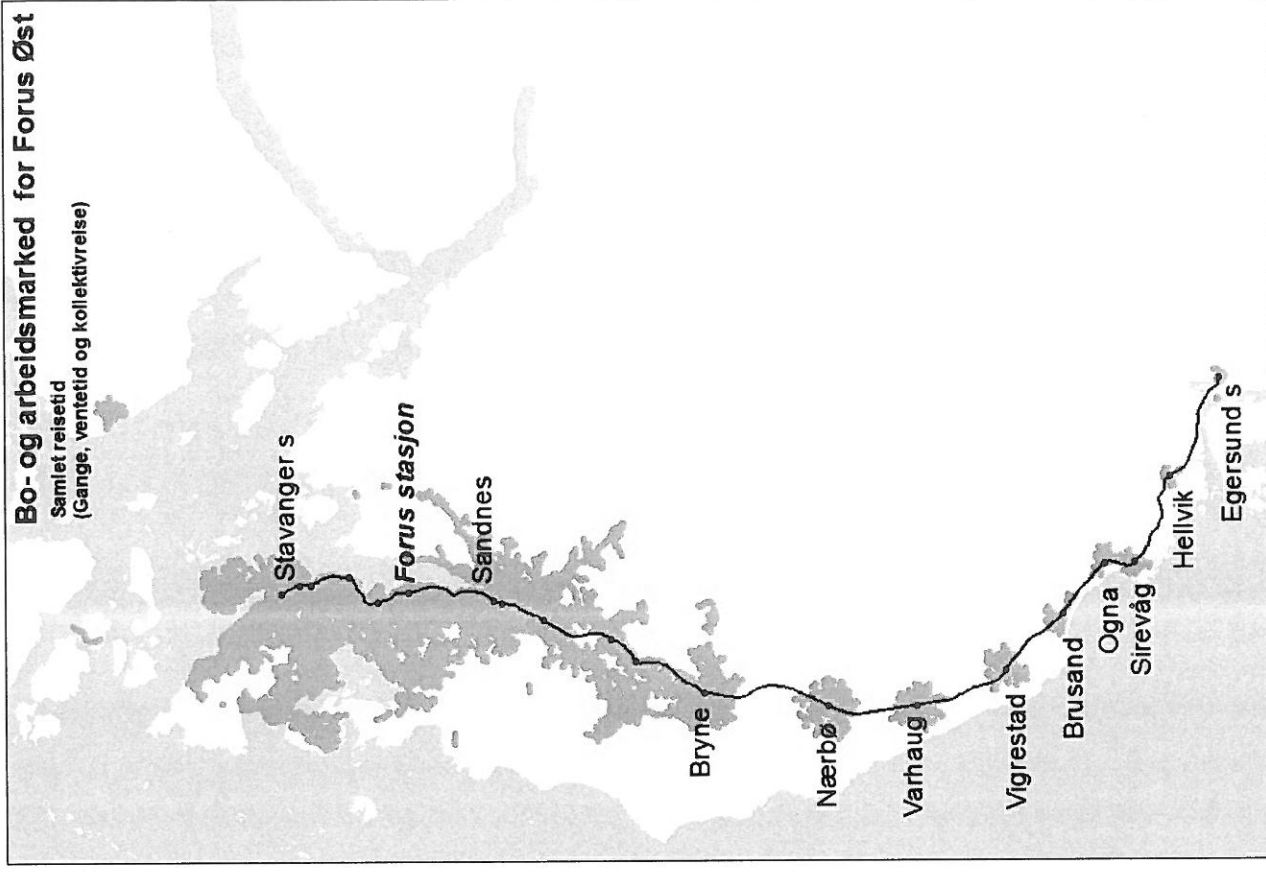 Bo- og arbeidsmarked for Forus Øst
Samlet reisetid
(Gange, ventetid og kollektivreise)
Stavanger s
Forus stasjon
Sandnes
Bryne
Nærbø
Varhaug
Vigrestad
Brusand
Ogna
Sirevåg
Hellvik
Egersund s